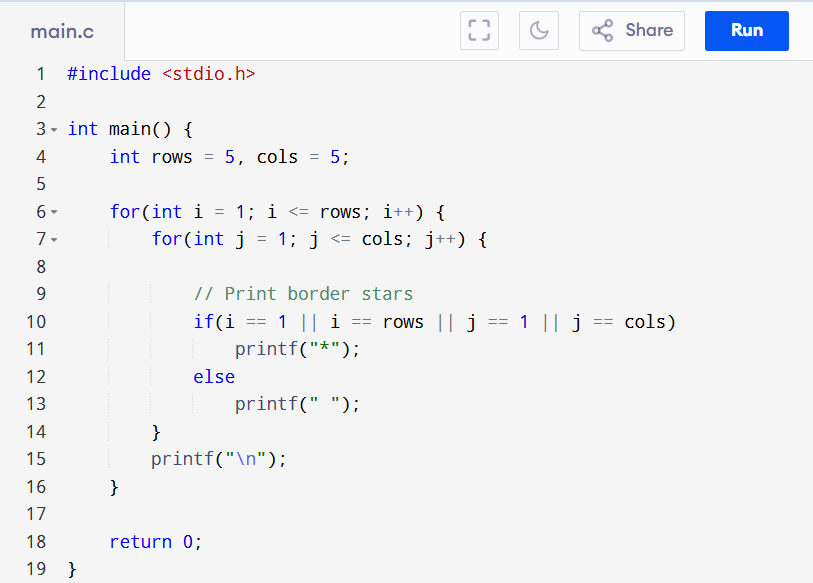 main.c Share Run
1 #include <stdio.h>
2
3 int main() {
4     int rows = 5, cols = 5;
5
6     for(int i = 1; i <= rows; i++) {
7         for(int j = 1; j <= cols; j++) {
8
9             // Print border stars
10             if(i == 1 || i == rows || j == 1 || j == cols)
11                 printf("*");
12             else
13                 printf(" ");
14         }
15         printf("\n");
16     }
17
18     return 0;
19 }